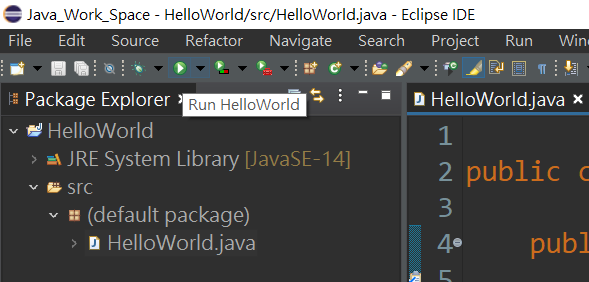 Java_Work_Space - HelloWorld/src/HelloWorld.java - Eclipse IDE
File Edit Source Refactor Navigate Search Project Run
Package Explorer
Run HelloWorld
HelloWorld.java
HelloWorld
JRE System Library [JavaSE-14]
src
(default package)
HelloWorld.java
1
2 public c
3
4 publ
5